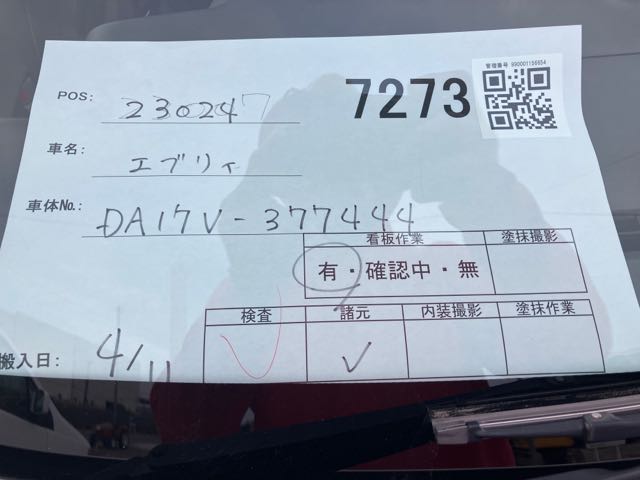 管理番号 990001156654
POS: 230247
7273
車名: エブリィ
車体No.: DA17V-377444
看板作業 塗抹撮影
有・確認中・無
検査 諸元 内装撮影 塗抹作業
搬入日: 4/11